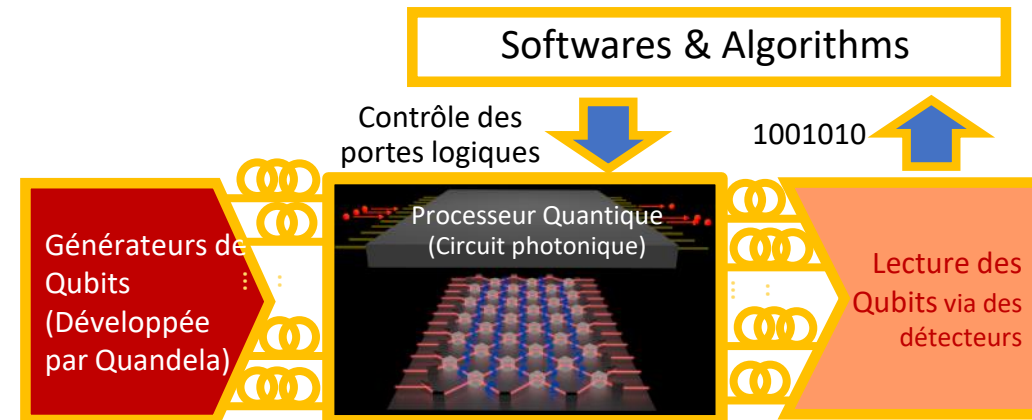 Softwares & Algorithms
Contrôle des
portes logiques
1001010
Générateurs de
Qubits
(Développée
par Quandela)
Processeur Quantique
(Circuit photonique)
Lecture des
Qubits via des
détecteurs